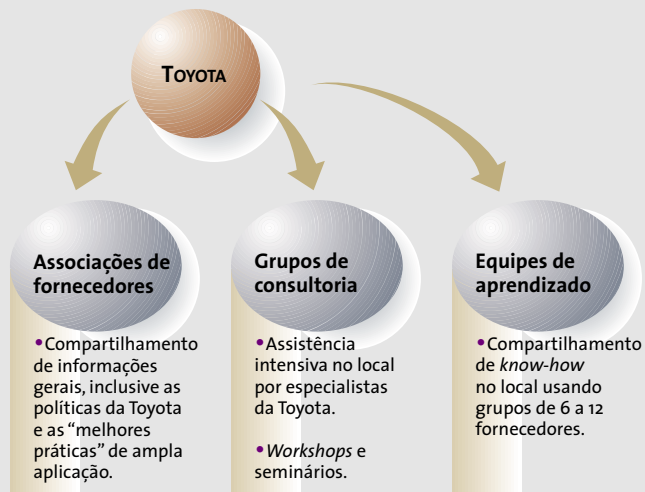 TOYOTA
Associações de
fornecedores
•Compartilhamento
de informações
gerais, inclusive as
políticas da Toyota
e as “melhores
práticas” de ampla
aplicação.
Grupos de
consultoria
•Assistência
intensiva no local
por especialistas
da Toyota.
•Workshops e
seminários.
Equipes de
aprendizado
•Compartilhamento
de know-how
no local usando
grupos de 6 a 12
fornecedores.